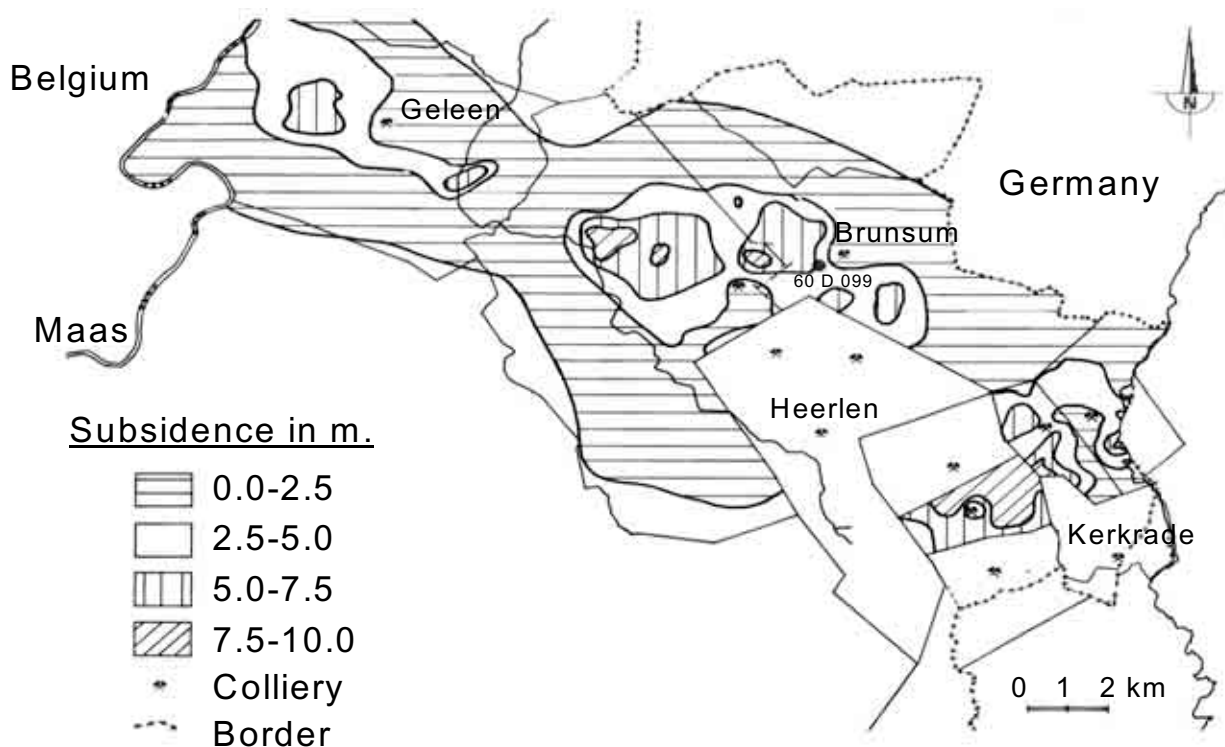 Belgium
N
Geleen
Germany
Brunsum
60 D 099
Maas
Heerlen
Subsidence in m.
0.0-2.5
2.5-5.0
5.0-7.5
7.5-10.0
Colliery
Border
Kerkrade
0 1 2 km